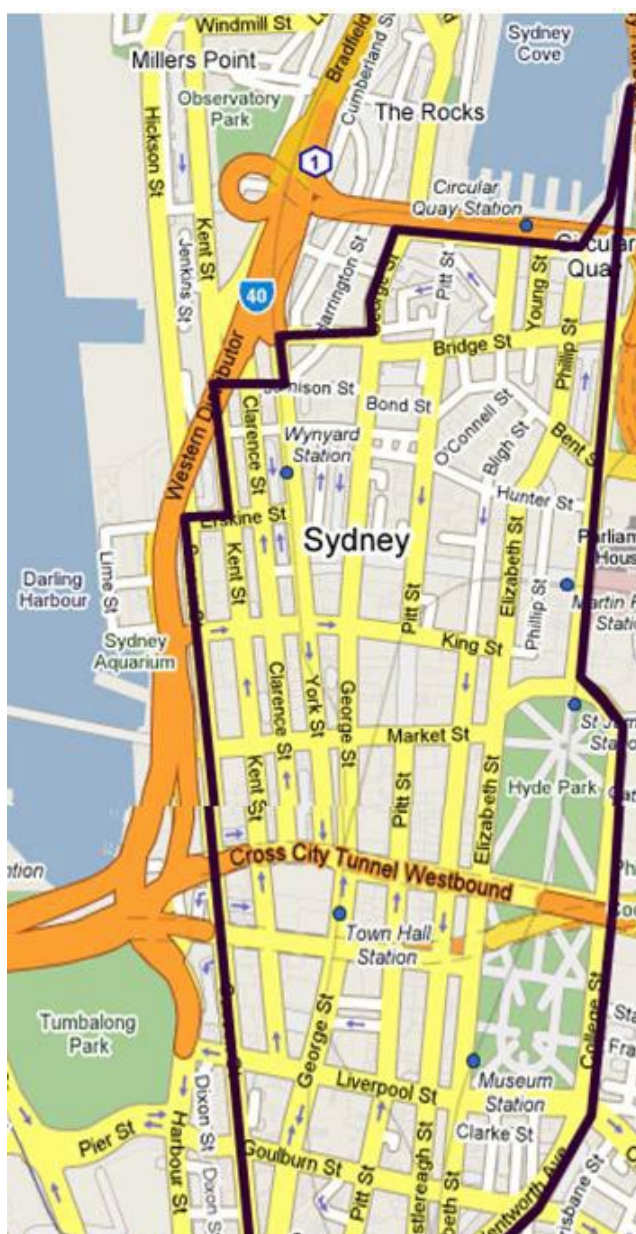 Windmill St
Bradfield
Cumberland St
Sydney
Cove
Millers Point
Observatory
Park
The Rocks
Hickson St
1
Circular
Quay Station
Kent St
Jenkins St
Harrington St
George St
Pitt St
Young St
Circular
Quay
40
Western Distributor
Bridge St
Phillip St
Jamison St
Bond St
O'Connell St
Clarence St
Wynyard
Station
Bligh St
Bent St
Hunter St
Erskine St
Sydney
Elizabeth St
Lime St
Kent St
Darling
Harbour
Phillip St
Pitt St
Sydney
Aquarium
King St
York St
Clarence St
George St
Market St
Hyde Park
Kent St
Pitt St
Elizabeth St
Cross City Tunnel Westbound
Town Hall
Station
Tumbalong
Park
College St
George St
Liverpool St
Museum
Station
Dixon St
Pier St
Harbour St
Clarke St
Goulburn St
Dixon St
Pitt St